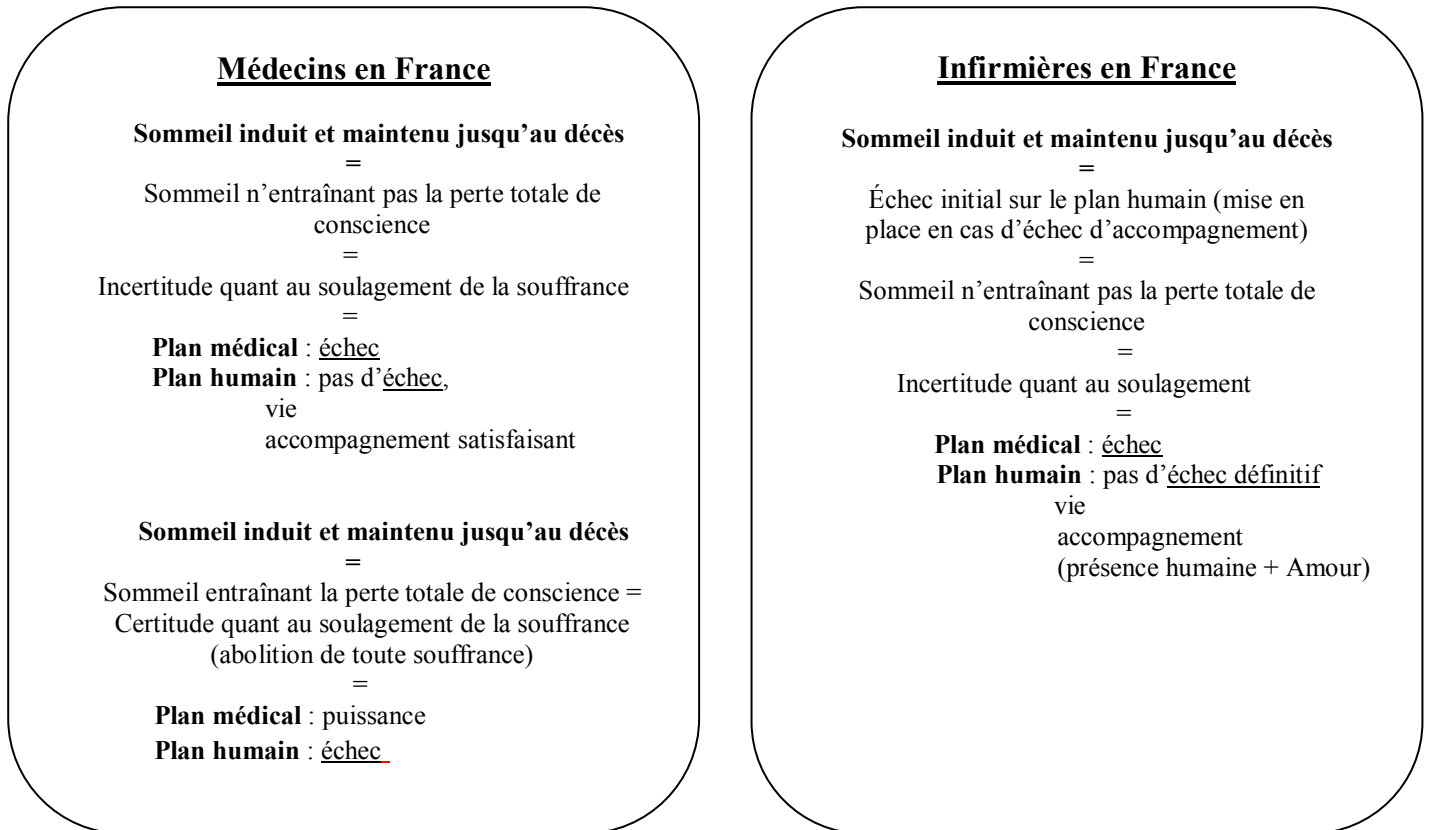 Médecins en France
Sommeil induit et maintenu jusqu’au décès
=
Sommeil n’entraînant pas la perte totale de
conscience
=
Incertitude quant au soulagement de la souffrance
=
Plan médical : échec
Plan humain : pas d’échec,
vie
accompagnement satisfaisant
Sommeil induit et maintenu jusqu’au décès
=
Sommeil entraînant la perte totale de conscience =
Certitude quant au soulagement de la souffrance
(abolition de toute souffrance)
=
Plan médical : puissance
Plan humain : échec
Infirmières en France
Sommeil induit et maintenu jusqu’au décès
=
Échec initial sur le plan humain (mise en
place en cas d’échec d’accompagnement)
=
Sommeil n’entraînant pas la perte totale de
conscience
=
Incertitude quant au soulagement
=
Plan médical : échec
Plan humain : pas d’échec définitif
vie
accompagnement
(présence humaine + Amour)